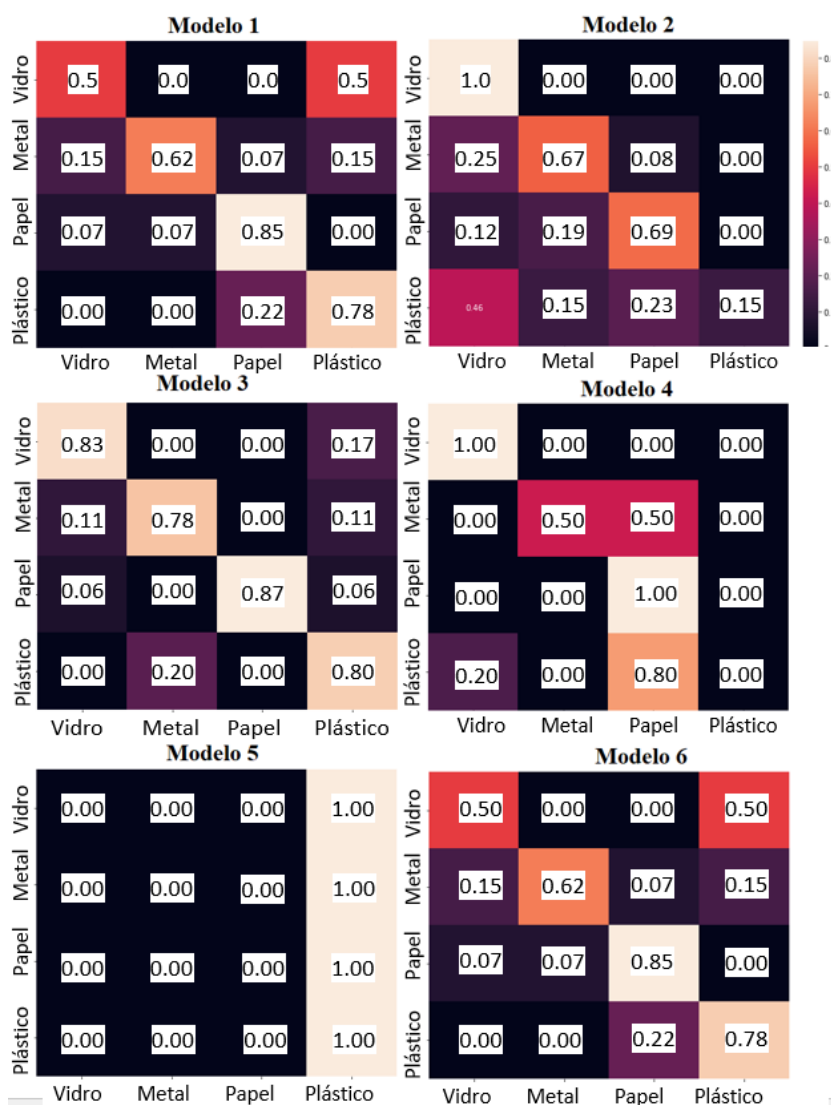 Modelo 1
Modelo 2
Vidro 0.5 0.0 0.0 0.5
Metal 0.15 0.62 0.07 0.15
Papel 0.07 0.07 0.85 0.00
Plástico 0.00 0.00 0.22 0.78
Vidro Metal Papel Plástico
Vidro 1.0 0.00 0.00 0.00
Metal 0.25 0.67 0.08 0.00
Papel 0.12 0.19 0.69 0.00
Plástico 0.46 0.15 0.23 0.15
Vidro Metal Papel Plástico
Modelo 3
Modelo 4
Vidro 0.83 0.00 0.00 0.17
Metal 0.11 0.78 0.00 0.11
Papel 0.06 0.00 0.87 0.06
Plástico 0.00 0.20 0.00 0.80
Vidro Metal Papel Plástico
Vidro 1.00 0.00 0.00 0.00
Metal 0.00 0.50 0.50 0.00
Papel 0.00 0.00 1.00 0.00
Plástico 0.20 0.00 0.80 0.00
Vidro Metal Papel Plástico
Modelo 5
Modelo 6
Vidro 0.00 0.00 0.00 1.00
Metal 0.00 0.00 0.00 1.00
Papel 0.00 0.00 0.00 1.00
Plástico 0.00 0.00 0.00 1.00
Vidro Metal Papel Plástico
Vidro 0.50 0.00 0.00 0.50
Metal 0.15 0.62 0.07 0.15
Papel 0.07 0.07 0.85 0.00
Plástico 0.00 0.00 0.22 0.78
Vidro Metal Papel Plástico